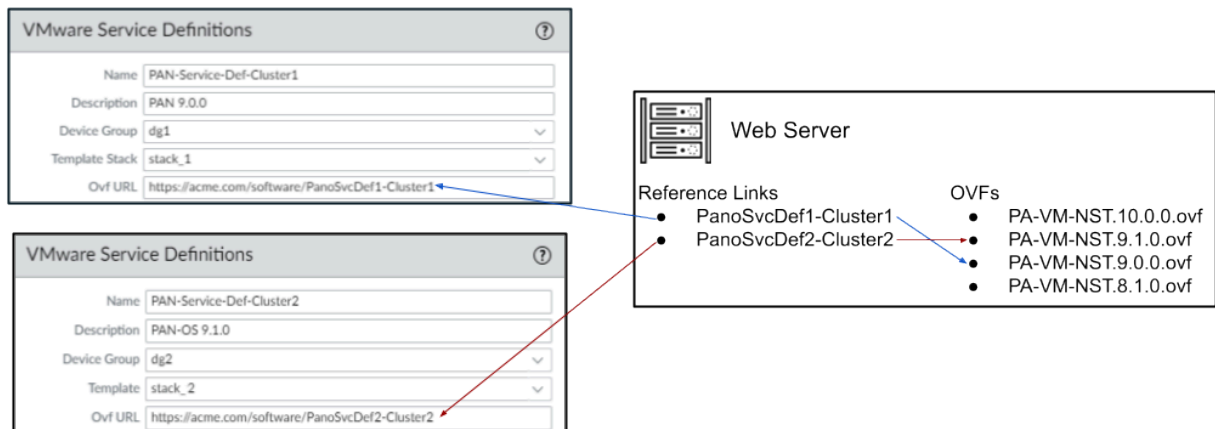 VMware Service Definitions
Name PAN-Service-Def-Cluster1
Description PAN 9.0.0
Device Group dg1
Template Stack stack_1
Ovf URL https://acme.com/software/PanoSvcDef1-Cluster1
VMware Service Definitions
Name PAN-Service-Def-Cluster2
Description PAN-OS 9.1.0
Device Group dg2
Template stack_2
Ovf URL https://acme.com/software/PanoSvcDef2-Cluster2
Web Server
Reference Links
• PanoSvcDef1-Cluster1
• PanoSvcDef2-Cluster2
OVFs
• PA-VM-NST.10.0.0.ovf
• PA-VM-NST.9.1.0.ovf
• PA-VM-NST.9.0.0.ovf
• PA-VM-NST.8.1.0.ovf